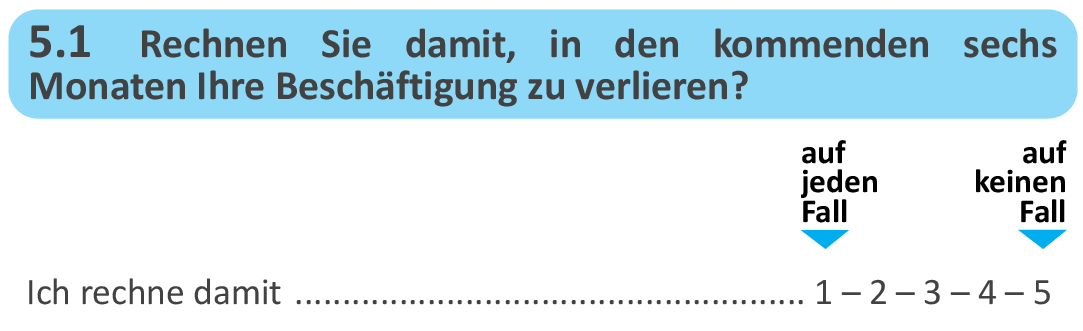 5.1 Rechnen Sie damit, in den kommenden sechs
Monaten Ihre Beschäftigung zu verlieren?
auf auf
jeden keinen
Fall Fall
Ich rechne damit ...................................................... 1 – 2 – 3 – 4 – 5